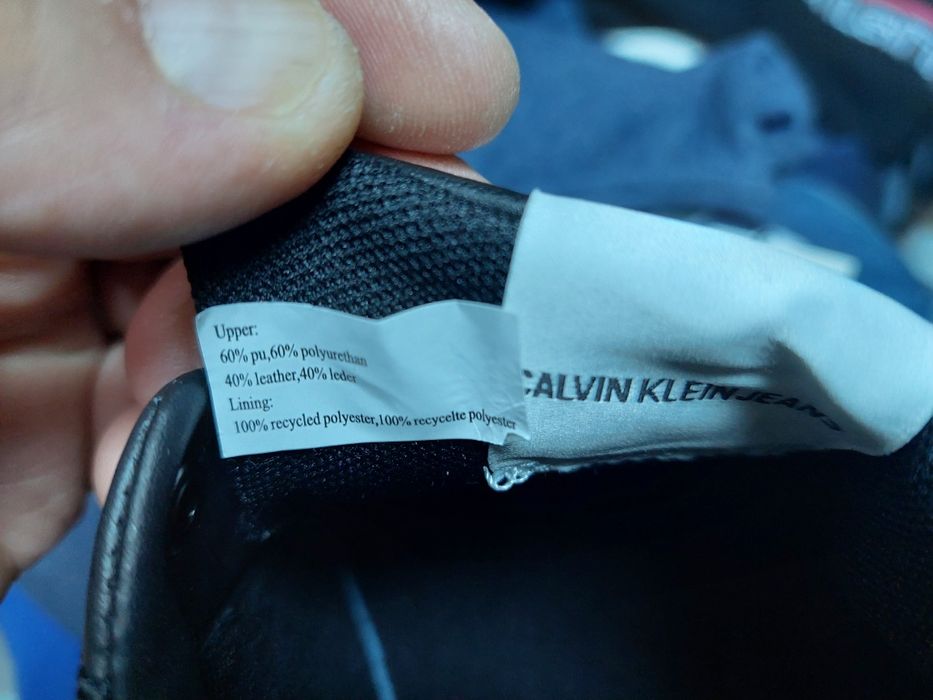 Upper:
60% pu,60% polyurethan
40% leather,40% leder
Lining:
100% recycled polyester,100% recycelte polyester
CALVIN KLEIN JEANS